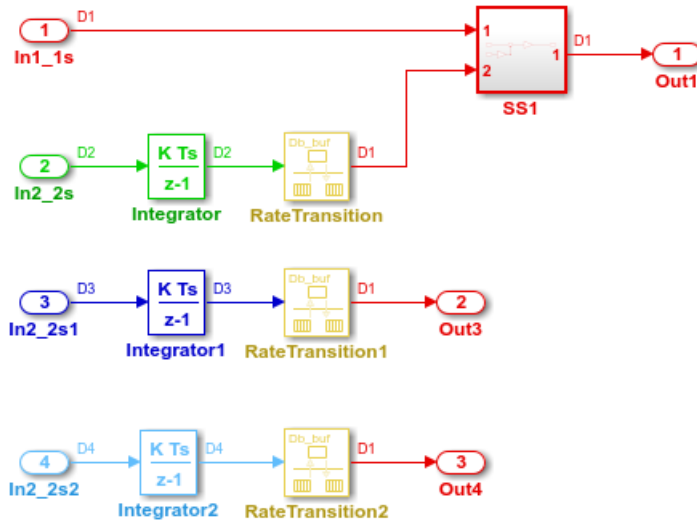 1
D1
In1_1s
1
2
1
SS1
D1
1
Out1
2
D2
In2_2s
K Ts
z-1
Integrator
D2
Db_buf
RateTransition
D1
3
D3
In2_2s1
K Ts
z-1
Integrator1
D3
Db_buf
RateTransition1
D1
2
Out3
4
D4
In2_2s2
K Ts
z-1
Integrator2
D4
Db_buf
RateTransition2
D1
3
Out4